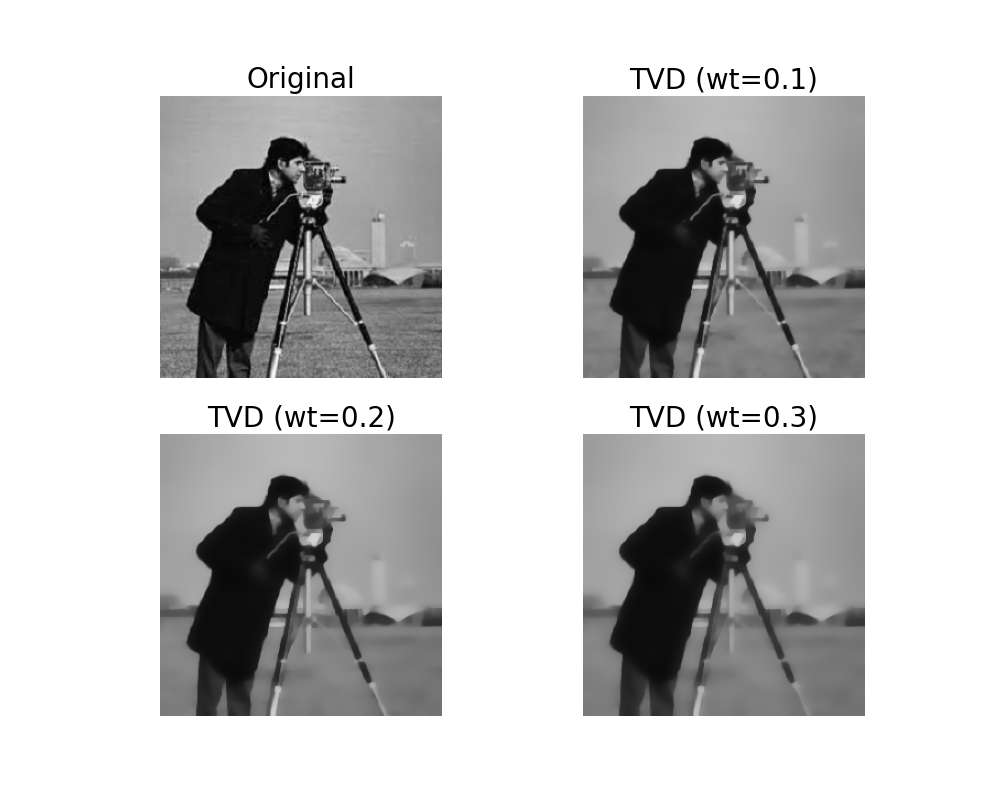 Original
TVD (wt=0.1)
TVD (wt=0.2)
TVD (wt=0.3)